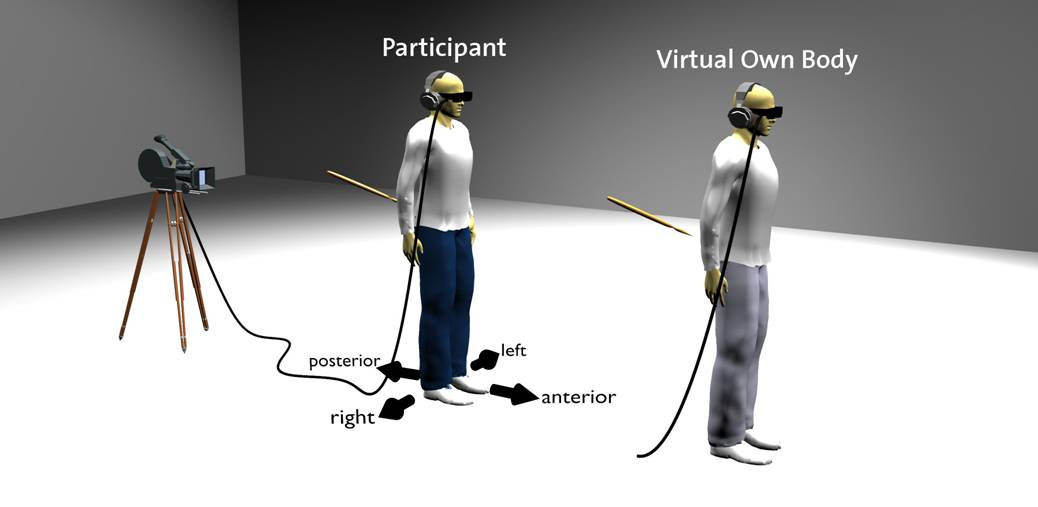 Participant
Virtual Own Body
posterior
left
right
anterior